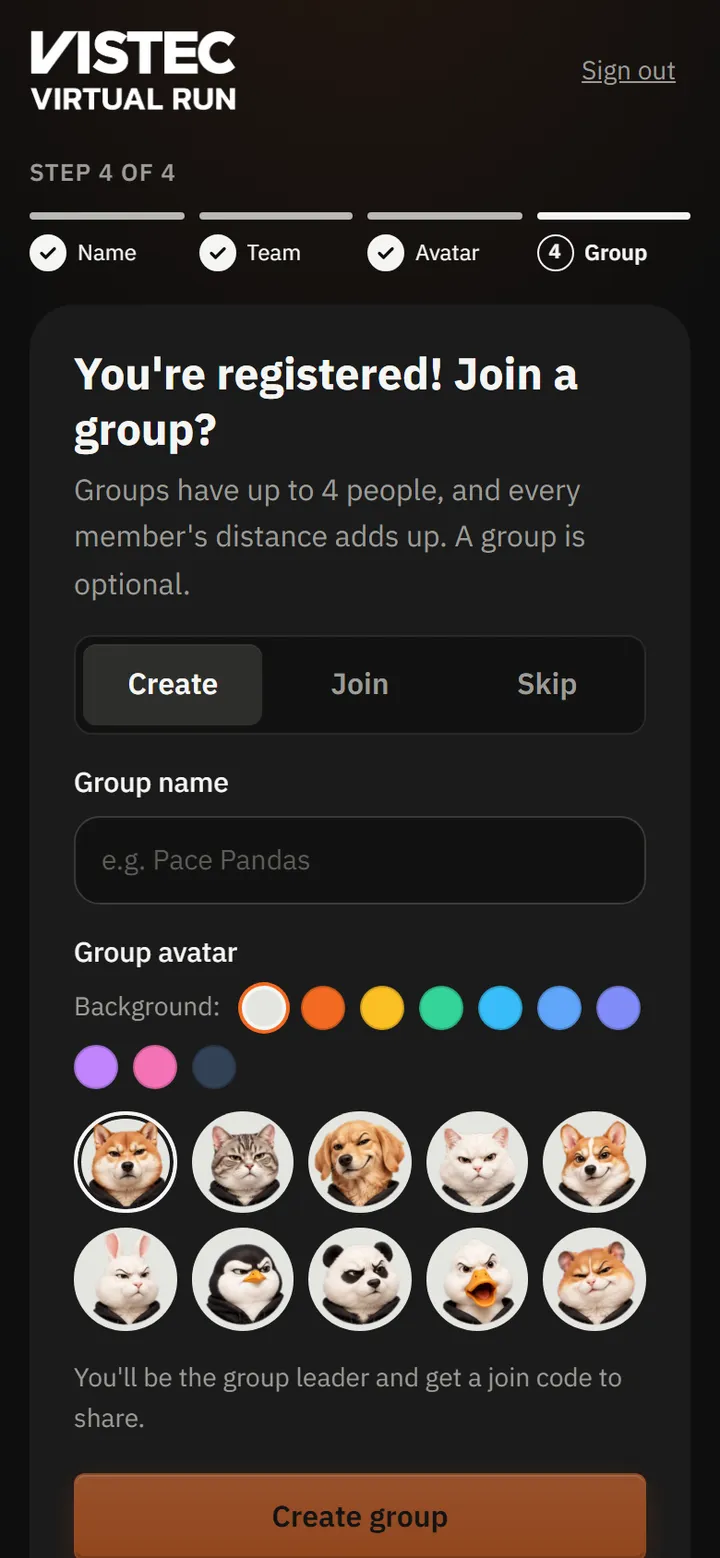 VISTEC
VIRTUAL RUN
Sign out
STEP 4 OF 4
Name
Team
Avatar
4 Group
You're registered! Join a
group?
Groups have up to 4 people, and every
member's distance adds up. A group is
optional.
Create Join Skip
Group name
e.g. Pace Pandas
Group avatar
Background:
You'll be the group leader and get a join code to
share.
Create group